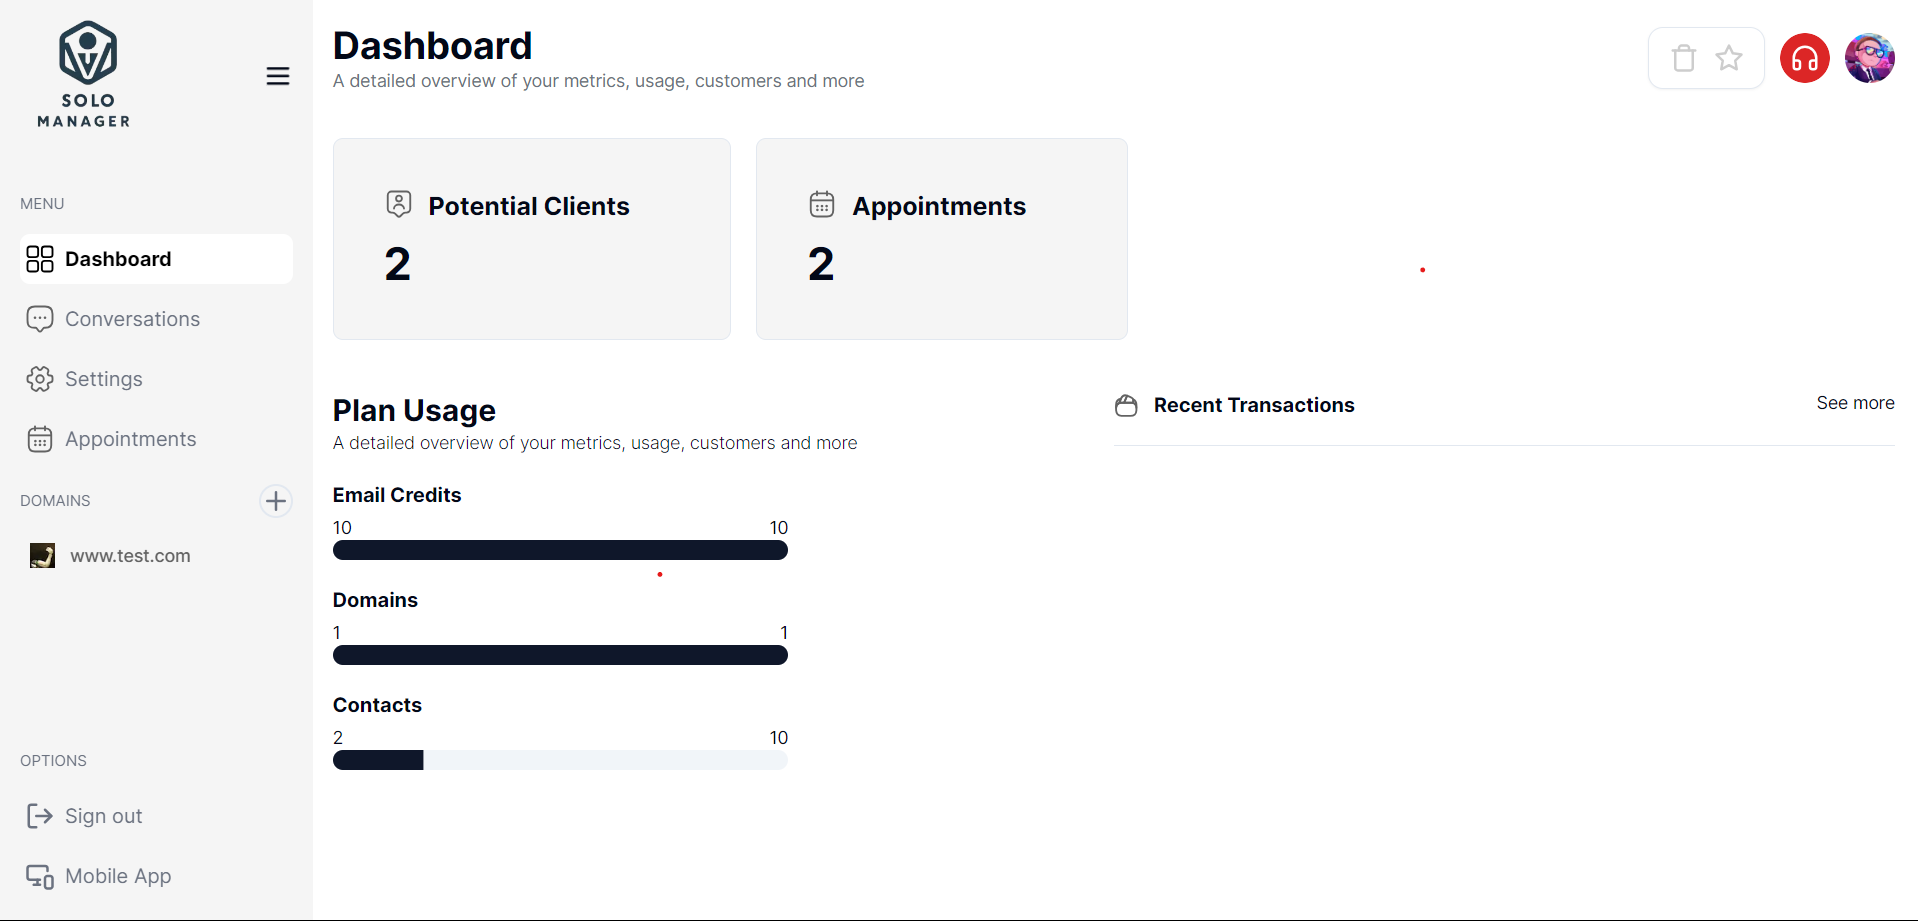 SOLO
MANAGER
MENU
Dashboard
Conversations
Settings
Appointments
DOMAINS
www.test.com
OPTIONS
Sign out
Mobile App
Dashboard
A detailed overview of your metrics, usage, customers and more
Potential Clients
2
Appointments
2
Plan Usage
A detailed overview of your metrics, usage, customers and more
Email Credits
10 10
Domains
1 1
Contacts
2 10
Recent Transactions
See more